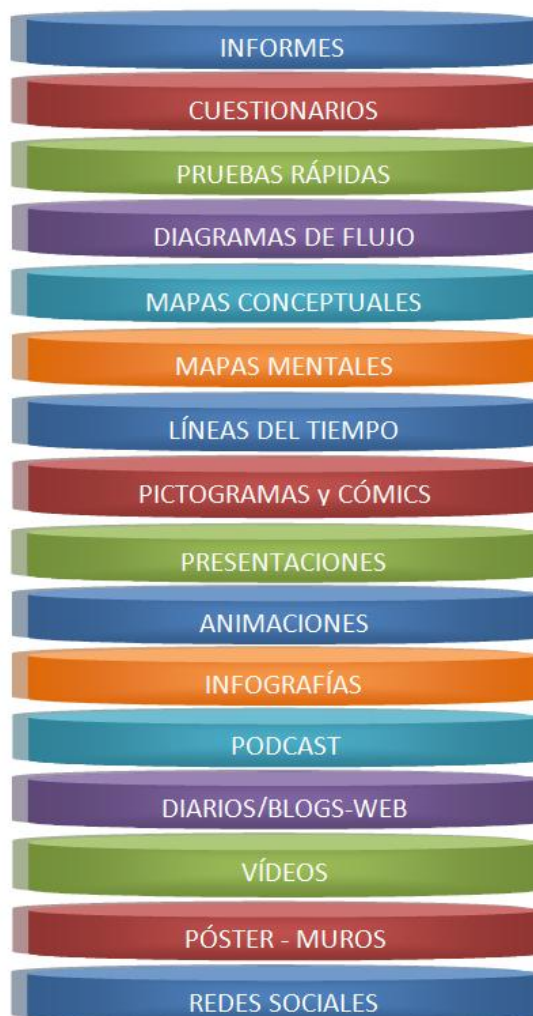 INFORMES
CUESTIONARIOS
PRUEBAS RÁPIDAS
DIAGRAMAS DE FLUJO
MAPAS CONCEPTUALES
MAPAS MENTALES
LÍNEAS DEL TIEMPO
PICTOGRAMAS y CÓMICS
PRESENTACIONES
ANIMACIONES
INFOGRAFÍAS
PODCAST
DIARIOS/BLOGS-WEB
VÍDEOS
PÓSTER - MUROS
REDES SOCIALES